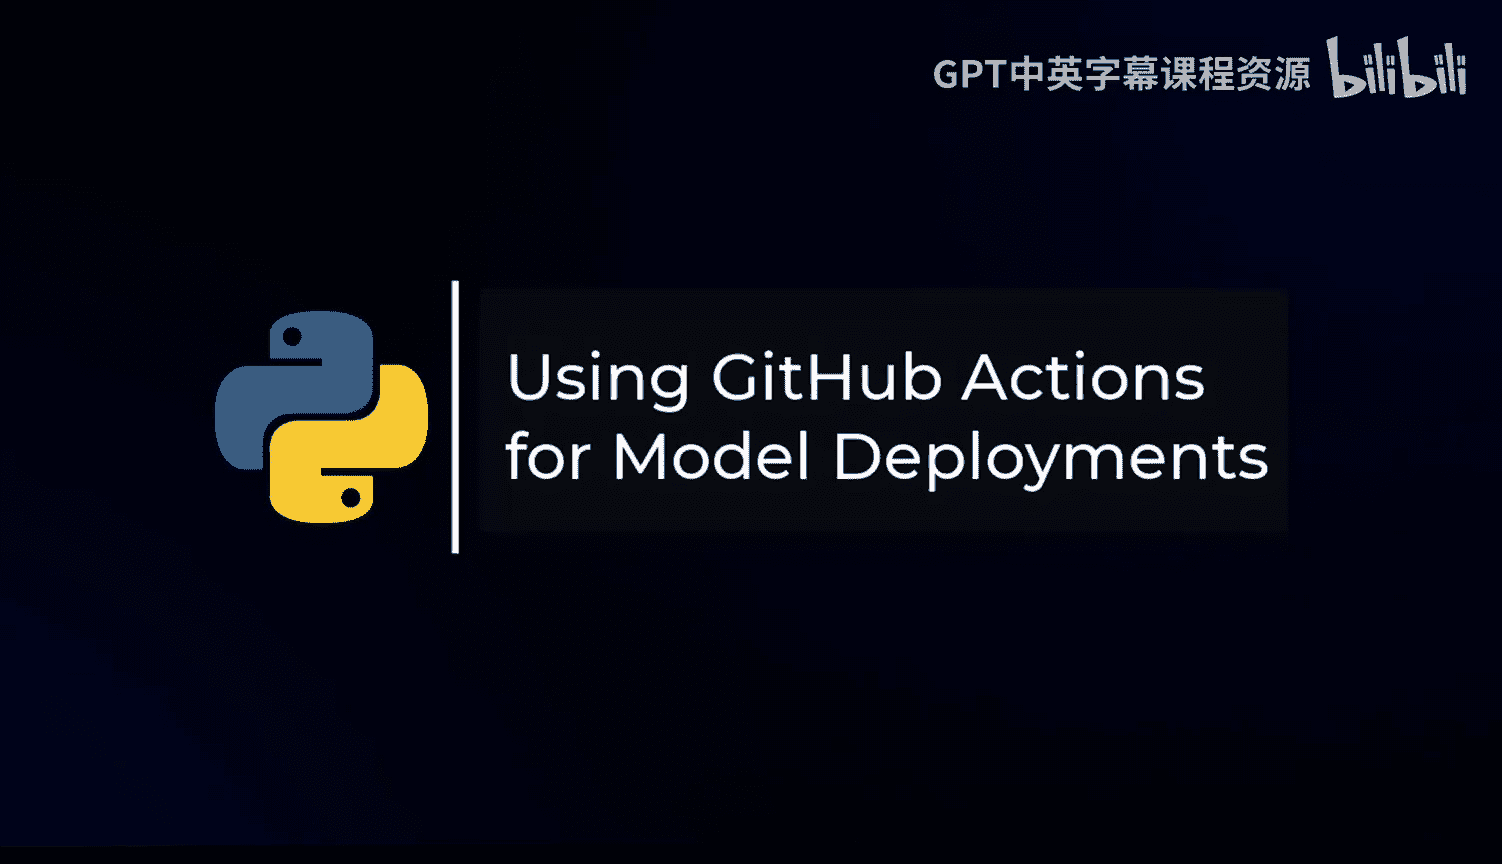 GPT中英字幕课程资源 bilibili
Using GitHub Actions
for Model Deployments